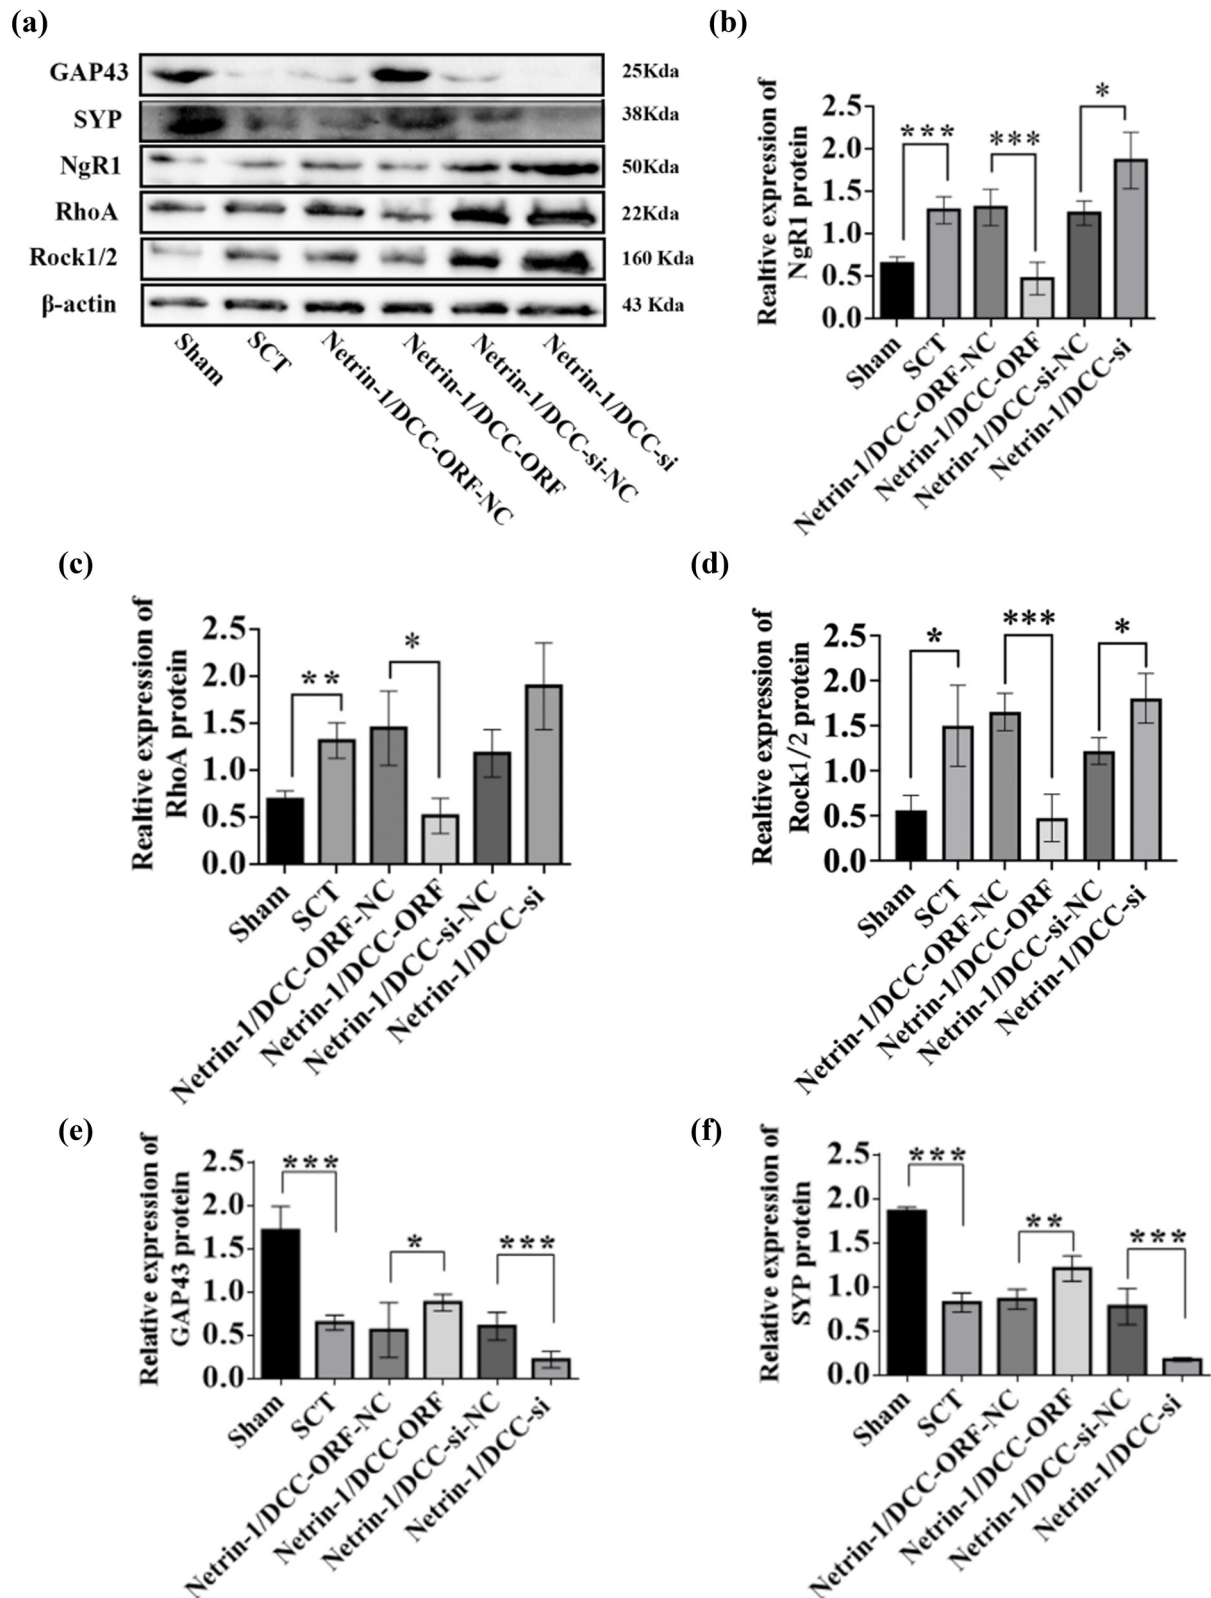 (a)
GAP43
25Kda
SYP
38Kda
NgR1
50Kda
RhoA
22Kda
Rock1/2
160 Kda
β-actin
43 Kda
Sham
SCT
Netrin-1/DCC-ORF-NC
Netrin-1/DCC-ORF
Netrin-1/DCC-si-NC
Netrin-1/DCC-si
(b)
Realtive expression of
NgR1 protein
2.5
2.0
1.5
1.0
0.5
0.0
***
***
*
Sham
SCT
Netrin-1/DCC-ORF-NC
Netrin-1/DCC-ORF
Netrin-1/DCC-si-NC
Netrin-1/DCC-si
(c)
Realtive expression of
RhoA protein
2.5
2.0
1.5
1.0
0.5
0.0
**
*
Sham
SCT
Netrin-1/DCC-ORF-NC
Netrin-1/DCC-ORF
Netrin-1/DCC-si-NC
Netrin-1/DCC-si
(d)
Realtive expression of
Rock1/2 protein
2.5
2.0
1.5
1.0
0.5
0.0
*
***
*
Sham
SCT
Netrin-1/DCC-ORF-NC
Netrin-1/DCC-ORF
Netrin-1/DCC-si-NC
Netrin-1/DCC-si
(e)
Relative expression of
GAP43 protein
2.5
2.0
1.5
1.0
0.5
0.0
***
*
***
Sham
SCT
Netrin-1/DCC-ORF-NC
Netrin-1/DCC-ORF
Netrin-1/DCC-si-NC
Netrin-1/DCC-si
(f)
Relative expression of
SYP protein
2.5
2.0
1.5
1.0
0.5
0.0
***
**
***
Sham
SCT
Netrin-1/DCC-ORF-NC
Netrin-1/DCC-ORF
Netrin-1/DCC-si-NC
Netrin-1/DCC-si